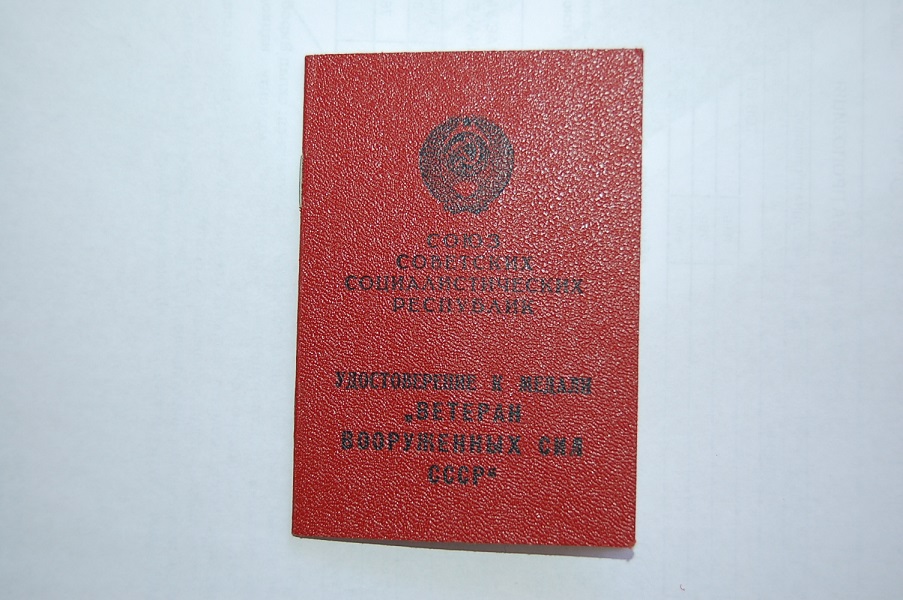 СОЮЗ
СОВЕТСКИХ
СОЦИАЛИСТИЧЕСКИХ
РЕСПУБЛИК
УДОСТОВЕРЕНИЕ К МЕДАЛИ
„ВЕТЕРАН
ВООРУЖЕННЫХ СИЛ
СССР“